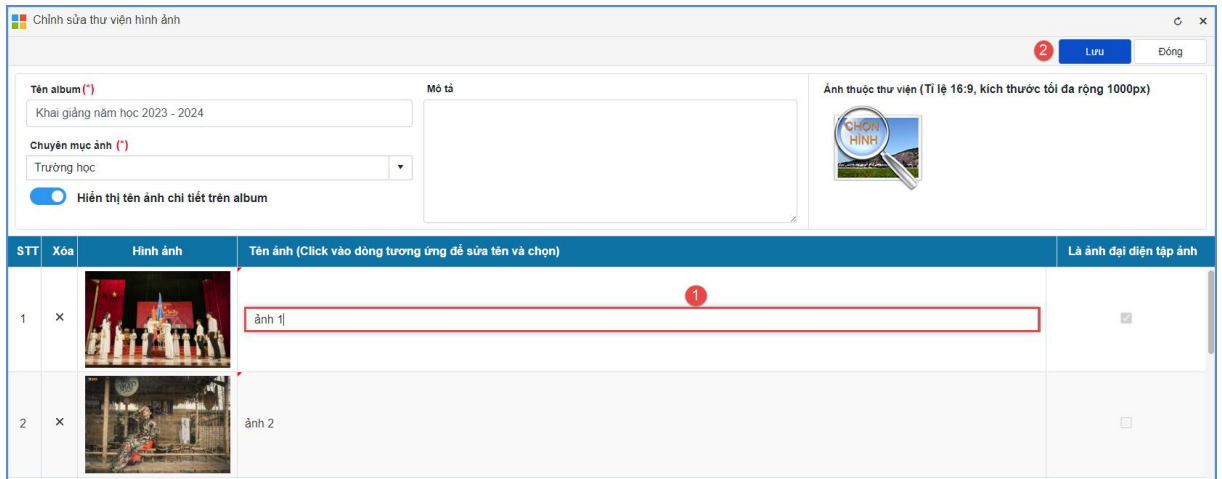 Chỉnh sửa thư viện hình ảnh
2 Lưu Đóng
Tên album (*)
Khai giảng năm học 2023 - 2024
Chuyên mục ảnh (*)
Trường học
Hiển thị tên ảnh chi tiết trên album
Mô tả
Ảnh thuộc thư viện (Tỉ lệ 16:9, kích thước tối đa rộng 1000px)
CHỌN
HÌNH
STT Xóa Hình ảnh Tên ảnh (Click vào dòng tương ứng để sửa tên và chọn) Là ảnh đại diện tập ảnh
1
1 ảnh 1
2 ảnh 2